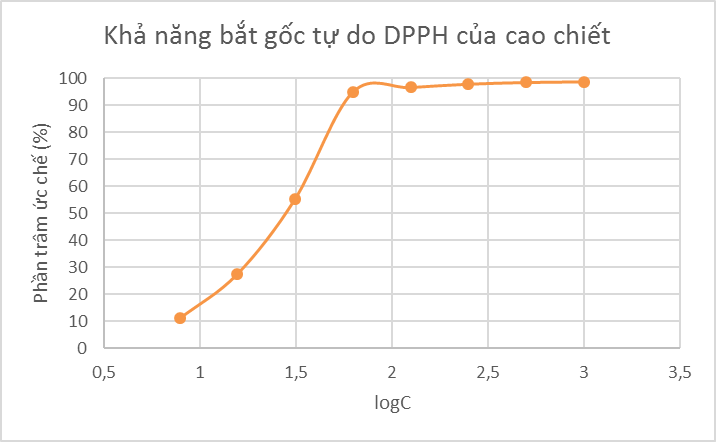 Khả năng bắt gốc tự do DPPH của cao chiết
Phần trăm ức chế (%)
100
90
80
70
60
50
40
30
20
10
0
0,5 1 1,5 2 2,5 3 3,5
logC